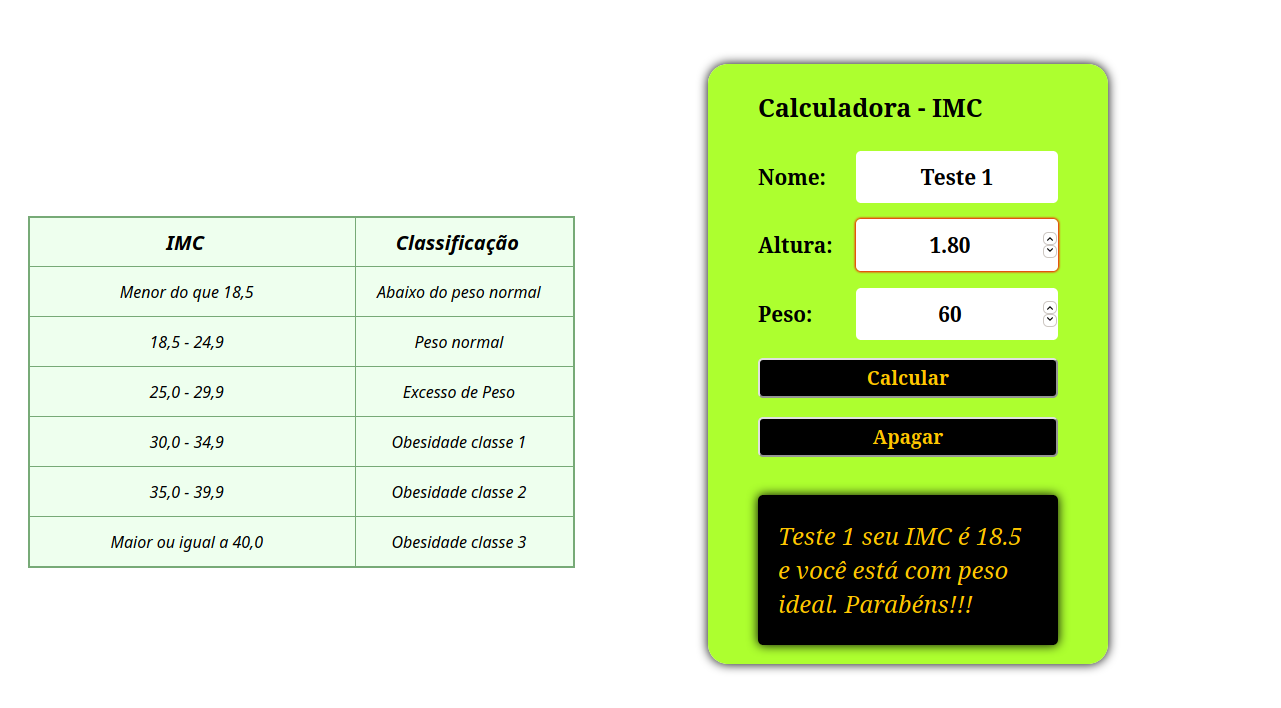 IMC Classificação
Menor do que 18,5 Abaixo do peso normal
18,5 - 24,9 Peso normal
25,0 - 29,9 Excesso de Peso
30,0 - 34,9 Obesidade classe 1
35,0 - 39,9 Obesidade classe 2
Maior ou igual a 40,0 Obesidade classe 3
Calculadora - IMC
Nome: Teste 1
Altura: 1.80
Peso: 60
Calcular
Apagar
Teste 1 seu IMC é 18.5
e você está com peso
ideal. Parabéns!!!